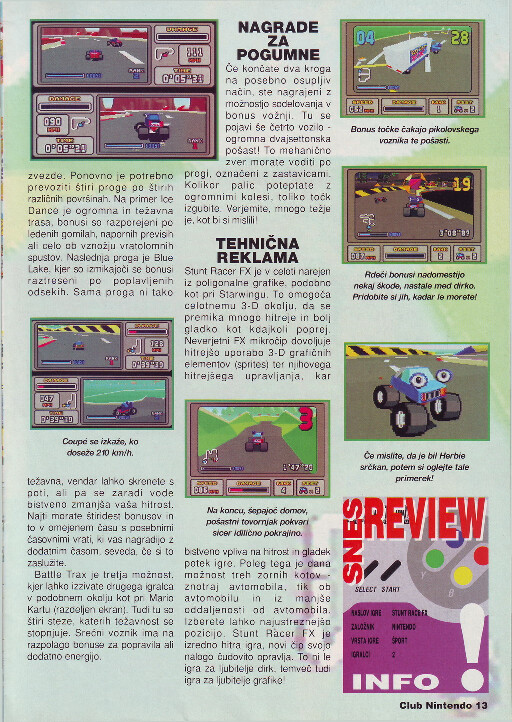 NAGRADE
ZA
POGUMNE
Če končate dva kroga
na posebno osupljiv
način, ste nagrajeni z
možnostjo sodelovanja v
bonus vožnji. Tu se
pojavi še četrto vozilo -
ogromna dvajsettonska
pošast! To mehanično
zver morate voditi po
progi, označeni z zastavicami.
Kolikor palic poteptate z
ogromnimi kolesi, toliko točk
izgubite. Verjemite, mnogo težje
je, kot bi si mislili!
zvezde. Ponovno je potrebno
prevoziti štiri proge po štirih
različnih površinah. Na primer Ice
Dance je ogromna in težavna
trasa, bonusi so razporejeni po
ledenih gomilah, napornih previsih
ali celo ob vznožju vratolomnih
spustov. Naslednja proga je Blue
Lake, kjer so izmikajoči se bonusi
raztreseni po poplavljenih
odsekih. Sama proga ni tako
Coupé se izkaže, ko
doseže 210 km/h.
težavna, vendar lahko skrenete s
poti, ali pa se zaradi vode
bistveno zmanjša vaša hitrost.
Najti morate štirideset bonusov in
to v omejenem času s posebnimi
časovnimi vrati, ki vas nagradijo z
dodatnim časom, seveda, če si to
zaslužite.
Battle Trax je tretja možnost,
kjer lahko izzivate drugega igralca
v podobnem okolju kot pri Mario
Kartu (razdeljen ekran). Tudi tu so
štiri steze, katerih težavnost se
stopnjuje. Srečni voznik ima na
razpolago bonuse za popravila ali
dodatno energijo.
TEHNIČNA
REKLAMA
Stunt Racer FX je v celoti narejen
iz poligonalne grafike, podobno
kot pri Starwingu. To omogoča
celotnemu 3-D okolju, da se
premika mnogo hitreje in bolj
gladko kot kdajkoli poprej.
Neverjetni FX mikročip dovoljuje
hitrejšo uporabo 3-D grafičnih
elementov (sprites) ter njihovega
hitrejšega upravljanja, kar
3
1'47"20
Na koncu, sepajoč domov,
pošastni tovornjak pokvari
sicer idilično pokrajino.
bistveno vpliva na hitrost in gladek
potek igre. Poleg tega je dana
možnost treh zornih kotov -
znotraj avtomobila, tik ob
avtomobilu in iz manjše
oddaljenosti od avtomobila.
Izberete lahko najustreznejšo
pozicijo. Stunt Racer FX je
izredno hitra igra, novi čip svojo
nalogo čudovito opravlja. To ni le
igra za ljubitelje dirk, temveč tudi
igra za ljubitelje grafike!
04 28
Bonus točke čakajo pikolovskega
voznika te pošasti.
19
Rdeči bonusi nadomestijo
nekaj škode, nastale med dirko.
Pridobite si jih, kadar le morete!
Če mislite, da je bil Herbie
srčkan, potem si oglejte tale
primerek!
SNES
REVIEW
SELECT START
NASLOV IGRE STUNT RACE FX
ZALOŽNIK NINTENDO
VRSTA IGRE ŠPORT
IGRALCI 2
INFO
Club Nintendo 13